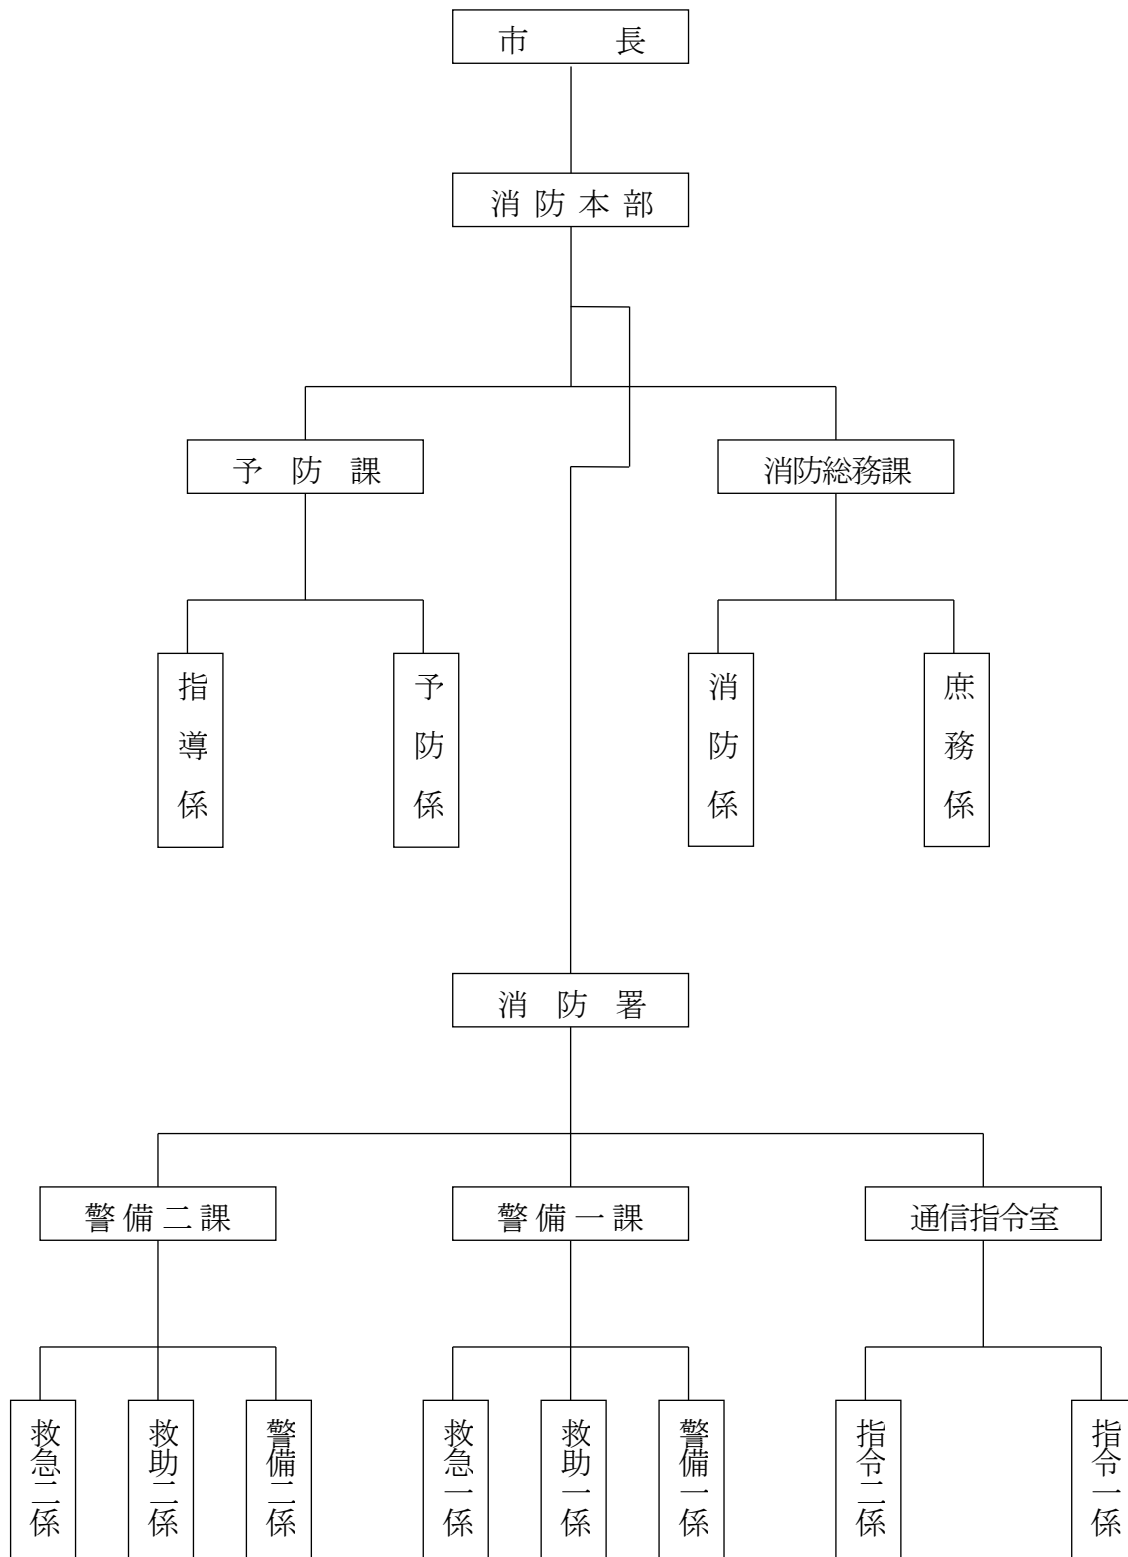 市長
消防本部
予防課
消防総務課
指導係
予防係
消防係
庶務係
消防署
警備二課
警備一課
通信指令室
救急二係
救助二係
警備二係
救急一係
救助一係
警備一係
指令二係
指令一係